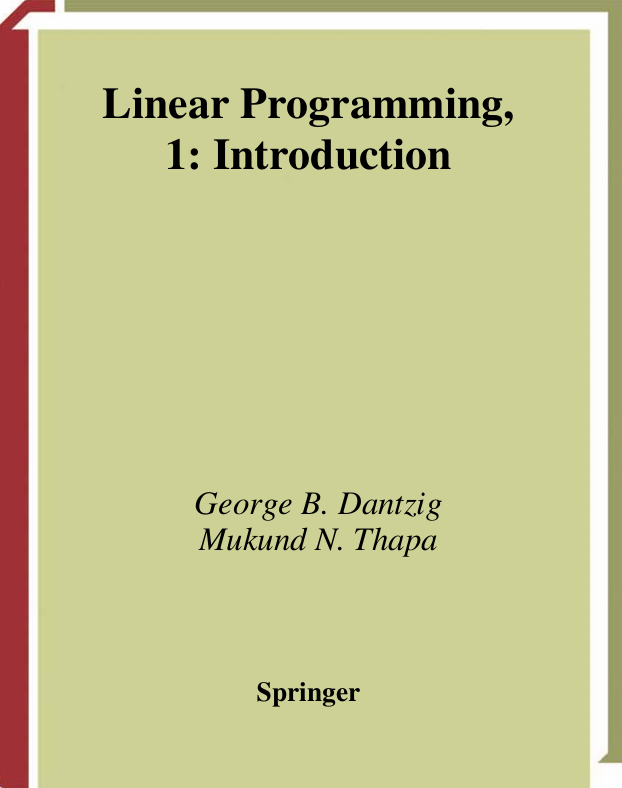 Linear Programming,
1: Introduction
George B. Dantzig
Mukund N. Thapa
Springer